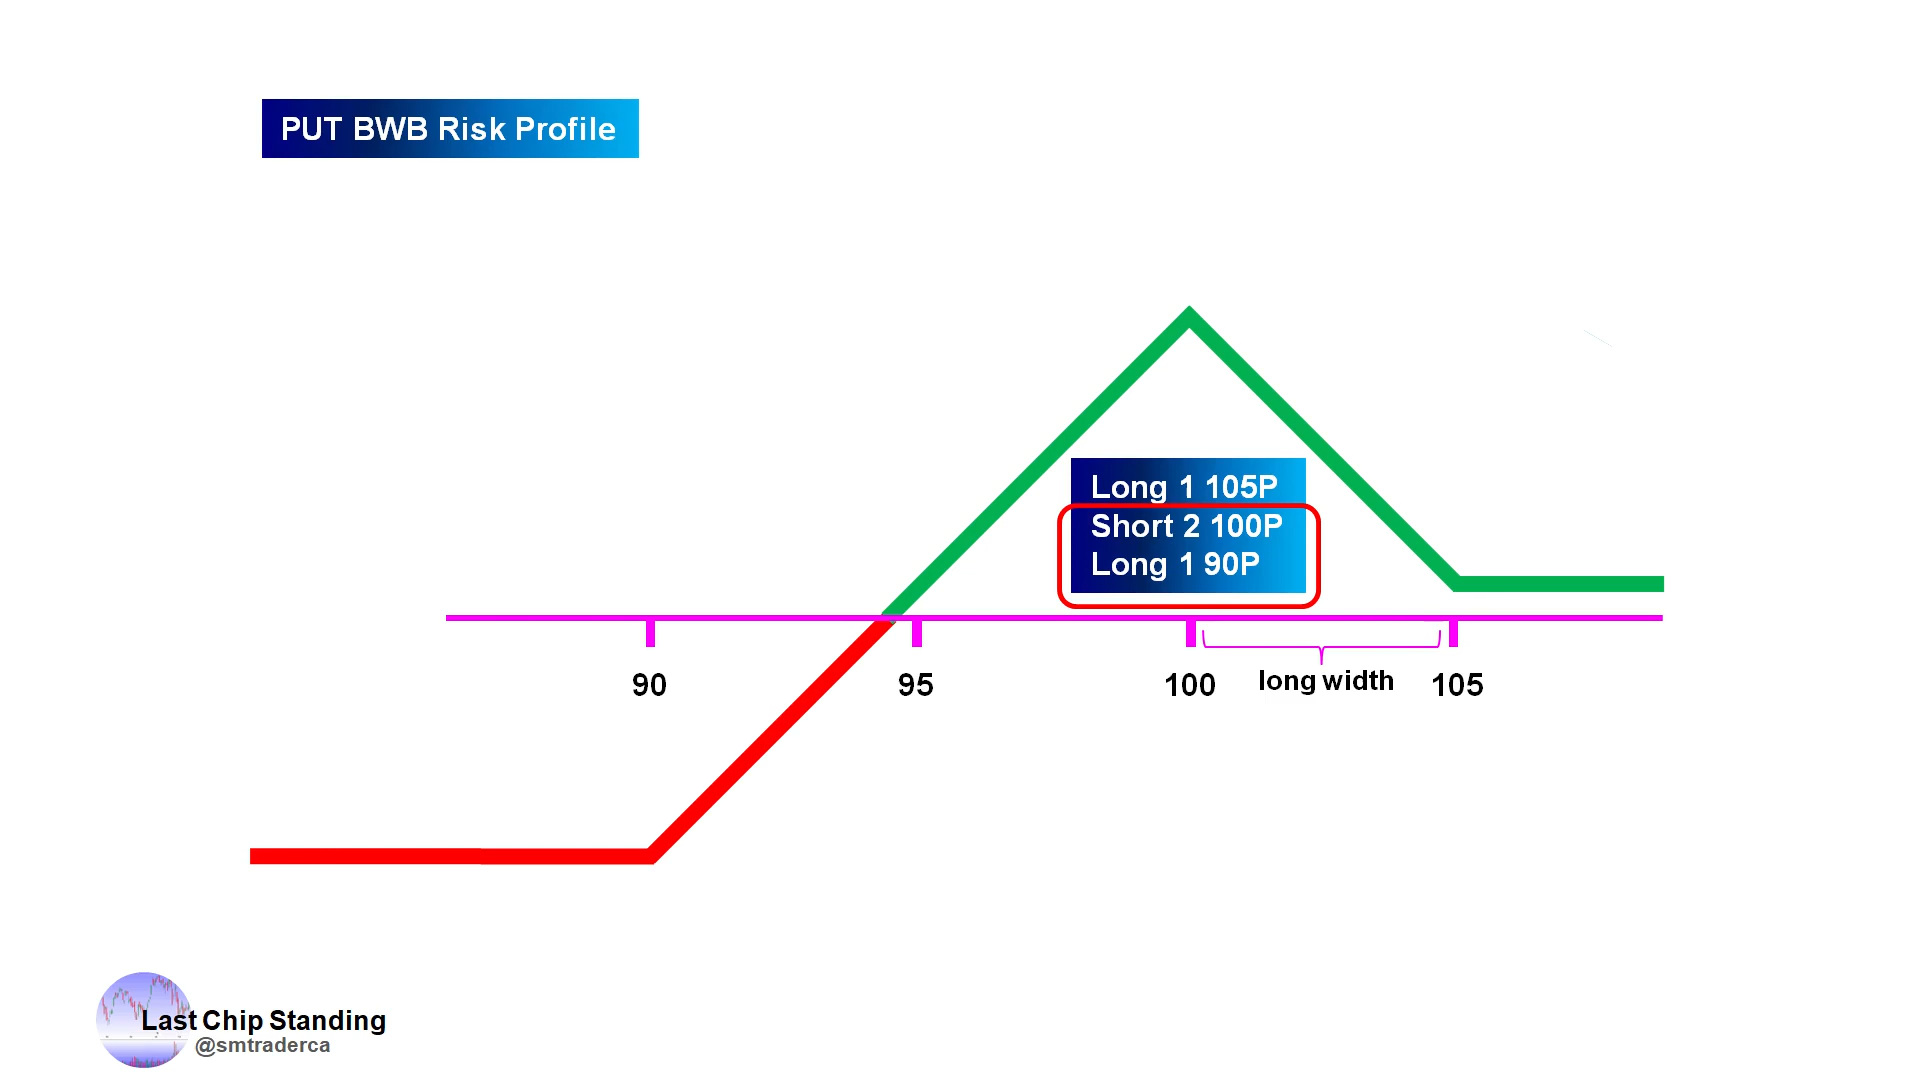 PUT BWB Risk Profile
Long 1 105P
Short 2 100P
Long 1 90P
90
95
100
long width
105
Last Chip Standing
@smtraderca